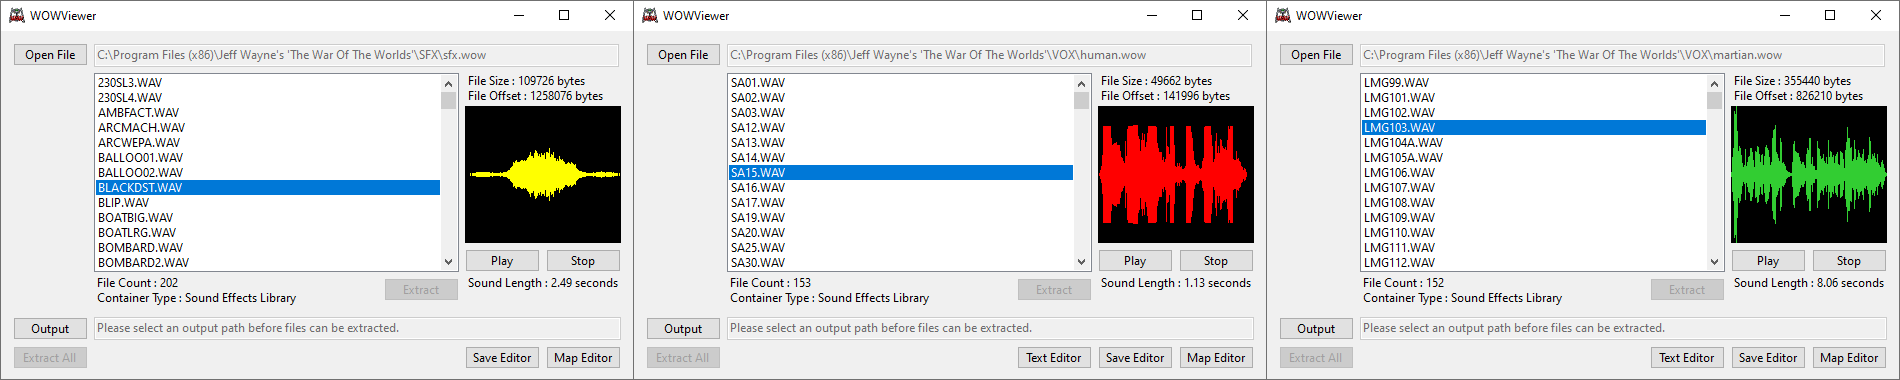 WOWViewer
Open File
C:\Program Files (x86)\Jeff Wayne's 'The War Of The Worlds'\SFX\sfx.wow
230SL3.WAV
230SL4.WAV
AMBFACT.WAV
ARCMACH.WAV
ARCWEPA.WAV
BALLOO01.WAV
BALLOO02.WAV
BLACKDST.WAV
BLIP.WAV
BOATBIG.WAV
BOATLRG.WAV
BOMBARD.WAV
BOMBARD2.WAV
File Size : 109726 bytes
File Offset : 1258076 bytes
Play Stop
Sound Length : 2.49 seconds
File Count : 202
Container Type : Sound Effects Library
Extract
Output
Please select an output path before files can be extracted.
Extract All
Save Editor Map Editor
WOWViewer
Open File
C:\Program Files (x86)\Jeff Wayne's 'The War Of The Worlds'\VOX\human.wow
SA01.WAV
SA02.WAV
SA03.WAV
SA12.WAV
SA13.WAV
SA14.WAV
SA15.WAV
SA16.WAV
SA17.WAV
SA19.WAV
SA20.WAV
SA25.WAV
SA30.WAV
File Size : 49662 bytes
File Offset : 141996 bytes
Play Stop
Sound Length : 1.13 seconds
File Count : 153
Container Type : Sound Effects Library
Extract
Output
Please select an output path before files can be extracted.
Extract All
Text Editor Save Editor Map Editor
WOWViewer
Open File
C:\Program Files (x86)\Jeff Wayne's 'The War Of The Worlds'\VOX\martian.wow
LMG99.WAV
LMG101.WAV
LMG102.WAV
LMG103.WAV
LMG104A.WAV
LMG105A.WAV
LMG106.WAV
LMG107.WAV
LMG108.WAV
LMG109.WAV
LMG110.WAV
LMG111.WAV
LMG112.WAV
File Size : 355440 bytes
File Offset : 826210 bytes
Play Stop
Sound Length : 8.06 seconds
File Count : 152
Container Type : Sound Effects Library
Extract
Output
Please select an output path before files can be extracted.
Extract All
Text Editor Save Editor Map Editor